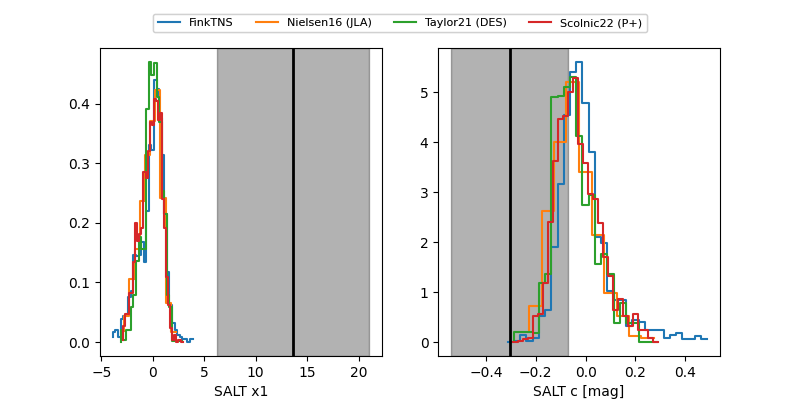 FinkTNS Nielsen16 (JLA) Taylor21 (DES) Scolnic22 (P+)
0.4
0.3
0.2
0.1
0.0
−5 0 5 10 15 20
SALT x1
5
4
3
2
1
0
−0.4 −0.2 0.0 0.2 0.4
SALT c [mag]